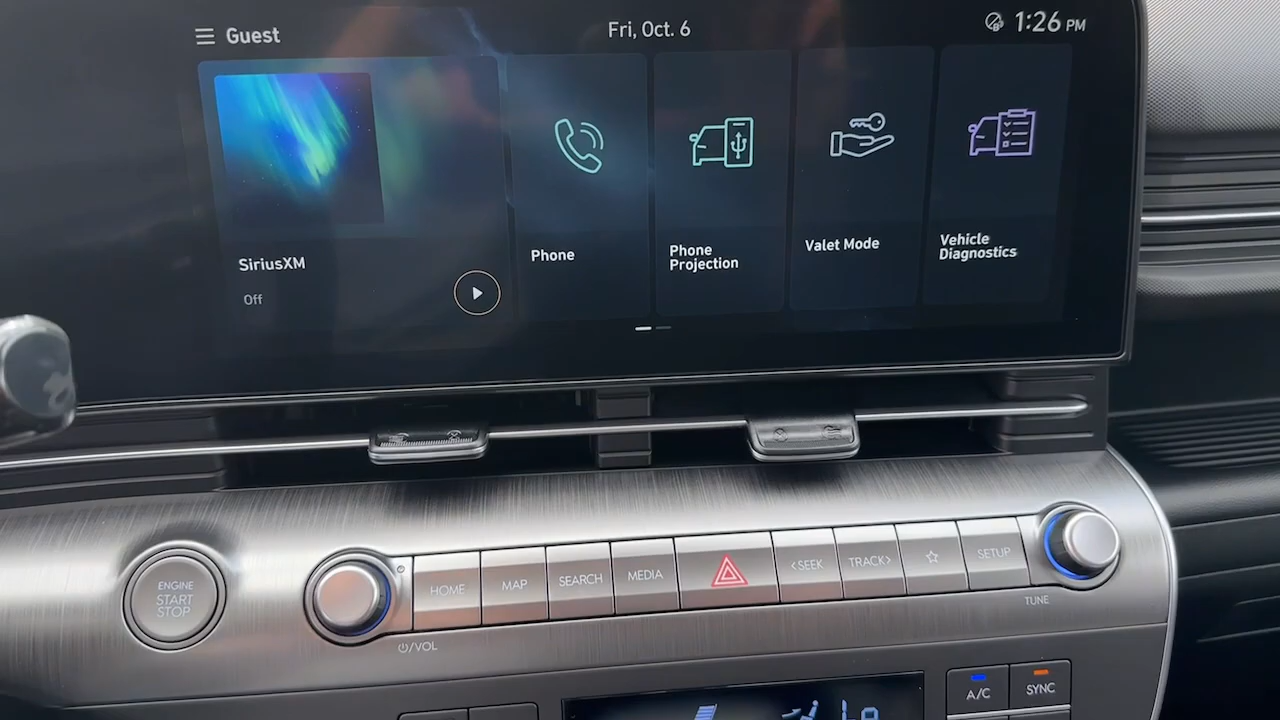 Guest
Fri, Oct. 6
1:26 PM
SiriusXM
Off
Phone
Phone
Projection
Valet Mode
Vehicle
Diagnostics
ENGINE
START
STOP
/VOL
HOME
MAP
SEARCH
MEDIA
<SEEK
TRACK>
SETUP
TUNE
A/C
SYNC